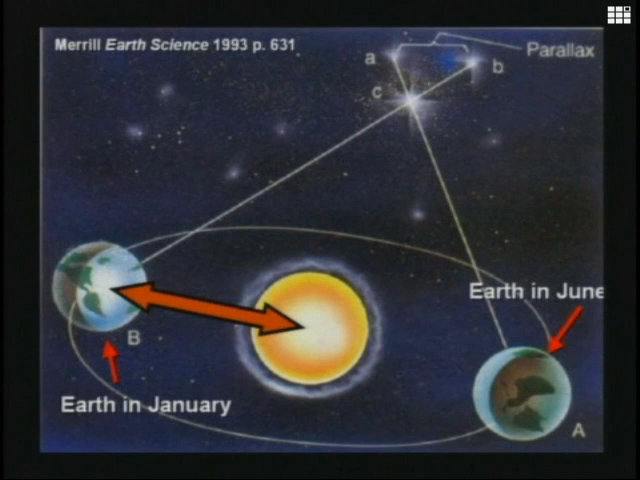 Merrill Earth Science 1993 p. 631
Parallax
a
b
c
Earth in June
B
Earth in January
A